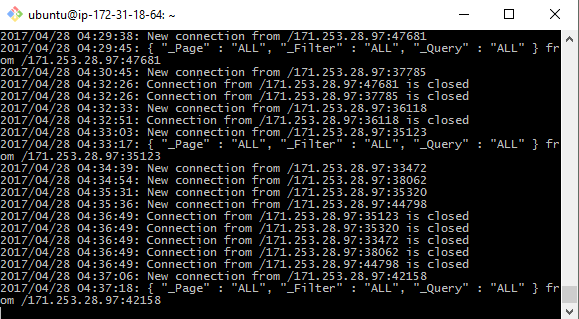 ubuntu@ip-172-31-18-64: ~
2017/04/28 04:29:38: New connection from /171.253.28.97:47681
2017/04/28 04:29:45: { "_Page" : "ALL", "_Filter" : "ALL", "_Query" : "ALL" } fr
om /171.253.28.97:47681
2017/04/28 04:30:45: New connection from /171.253.28.97:37785
2017/04/28 04:32:26: Connection from /171.253.28.97:47681 is closed
2017/04/28 04:32:26: Connection from /171.253.28.97:37785 is closed
2017/04/28 04:32:33: New connection from /171.253.28.97:36118
2017/04/28 04:32:51: Connection from /171.253.28.97:36118 is closed
2017/04/28 04:33:03: New connection from /171.253.28.97:35123
2017/04/28 04:33:17: { "_Page" : "ALL", "_Filter" : "ALL", "_Query" : "ALL" } fr
om /171.253.28.97:35123
2017/04/28 04:34:39: New connection from /171.253.28.97:33472
2017/04/28 04:34:54: New connection from /171.253.28.97:38062
2017/04/28 04:35:31: New connection from /171.253.28.97:35320
2017/04/28 04:35:36: New connection from /171.253.28.97:44798
2017/04/28 04:36:49: Connection from /171.253.28.97:35123 is closed
2017/04/28 04:36:49: Connection from /171.253.28.97:35320 is closed
2017/04/28 04:36:49: Connection from /171.253.28.97:33472 is closed
2017/04/28 04:36:49: Connection from /171.253.28.97:38062 is closed
2017/04/28 04:36:49: Connection from /171.253.28.97:44798 is closed
2017/04/28 04:37:06: New connection from /171.253.28.97:42158
2017/04/28 04:37:18: { "_Page" : "ALL", "_Filter" : "ALL", "_Query" : "ALL" } fr
om /171.253.28.97:42158